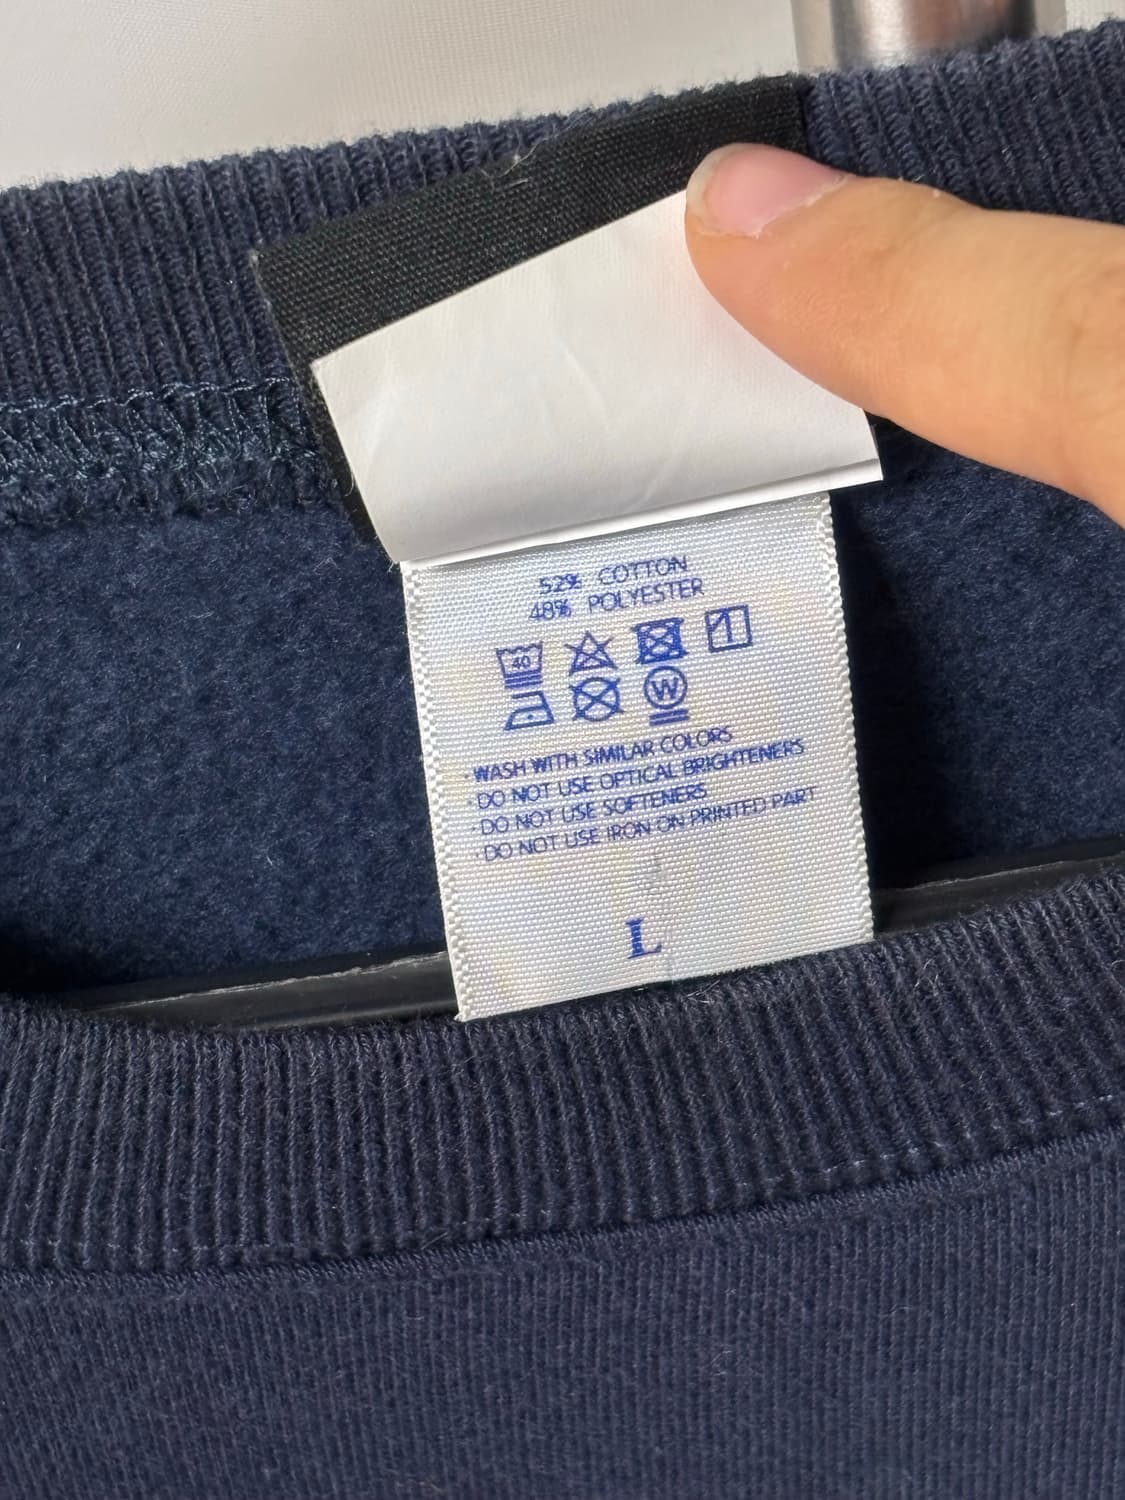 52% COTTON
48% POLYESTER
40
W
· WASH WITH SIMILAR COLORS
· DO NOT USE OPTICAL BRIGHTENERS
· DO NOT USE SOFTENERS
· DO NOT USE IRON ON PRINTED PART
L